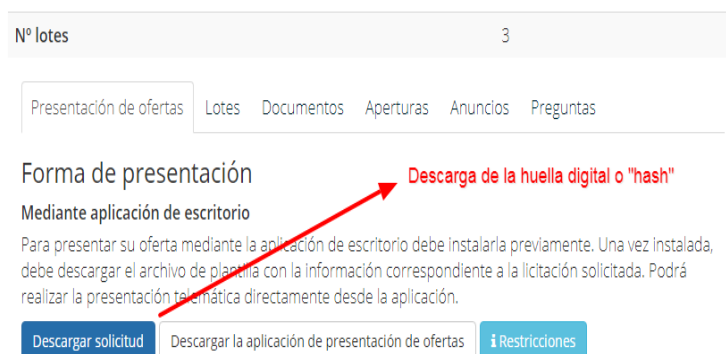 Nº lotes 3
Presentación de ofertas Lotes Documentos Aperturas Anuncios Preguntas
Forma de presentación
Descarga de la huella digital o "hash"
Mediante aplicación de escritorio
Para presentar su oferta mediante la aplicación de escritorio debe instalarla previamente. Una vez instalada,
debe descargar el archivo de plantilla con la información correspondiente a la licitación solicitada. Podrá
realizar la presentación telemática directamente desde la aplicación.
Descargar solicitud Descargar la aplicación de presentación de ofertas i Restricciones